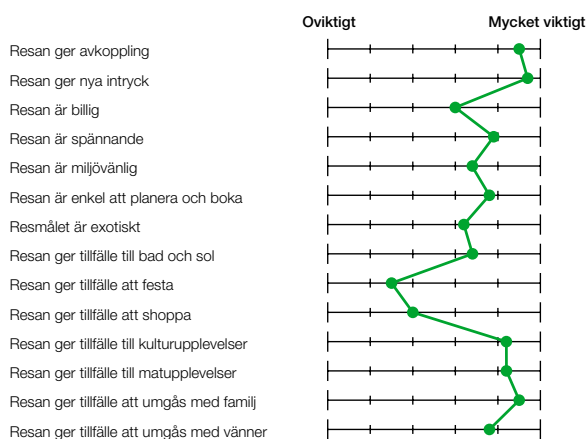 Oviktigt Mycket viktigt
Resan ger avkoppling
Resan ger nya intryck
Resan är billig
Resan är spännande
Resan är miljövänlig
Resan är enkel att planera och boka
Resmålet är exotiskt
Resan ger tillfälle till bad och sol
Resan ger tillfälle att festa
Resan ger tillfälle att shoppa
Resan ger tillfälle till kulturupplevelser
Resan ger tillfälle till matupplevelser
Resan ger tillfälle att umgås med familj
Resan ger tillfälle att umgås med vänner